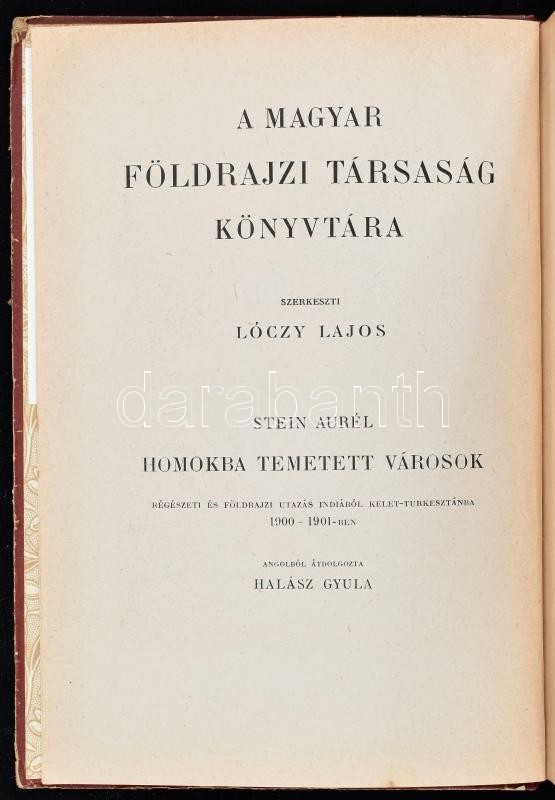 A MAGYAR
FÖLDRAJZI TÁRSASÁG
KÖNYVTÁRA
SZERKESZTI
LÓCZY LAJOS
darabanth
STEIN AURÉL
HOMOKBA TEMETETT VÁROSOK
RÉGÉSZETI ÉS FÖLDRAJZI UTAZÁS INDIÁBÓL KELET-TURKESZTÁNBA
1900 – 1901-BEN
ANGOLBÓL ÁTDOLGOZTA
HALÁSZ GYULA